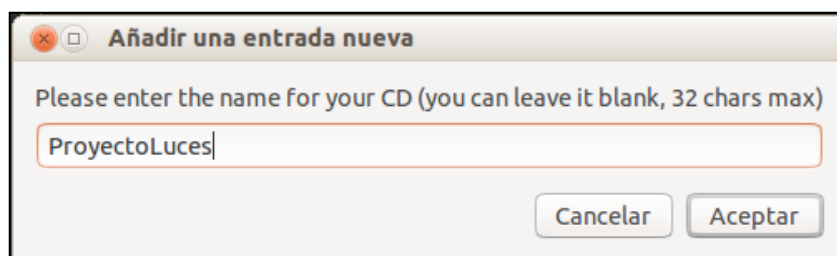 Añadir una entrada nueva
Please enter the name for your CD (you can leave it blank, 32 chars max)
ProyectoLuces
Cancelar Aceptar